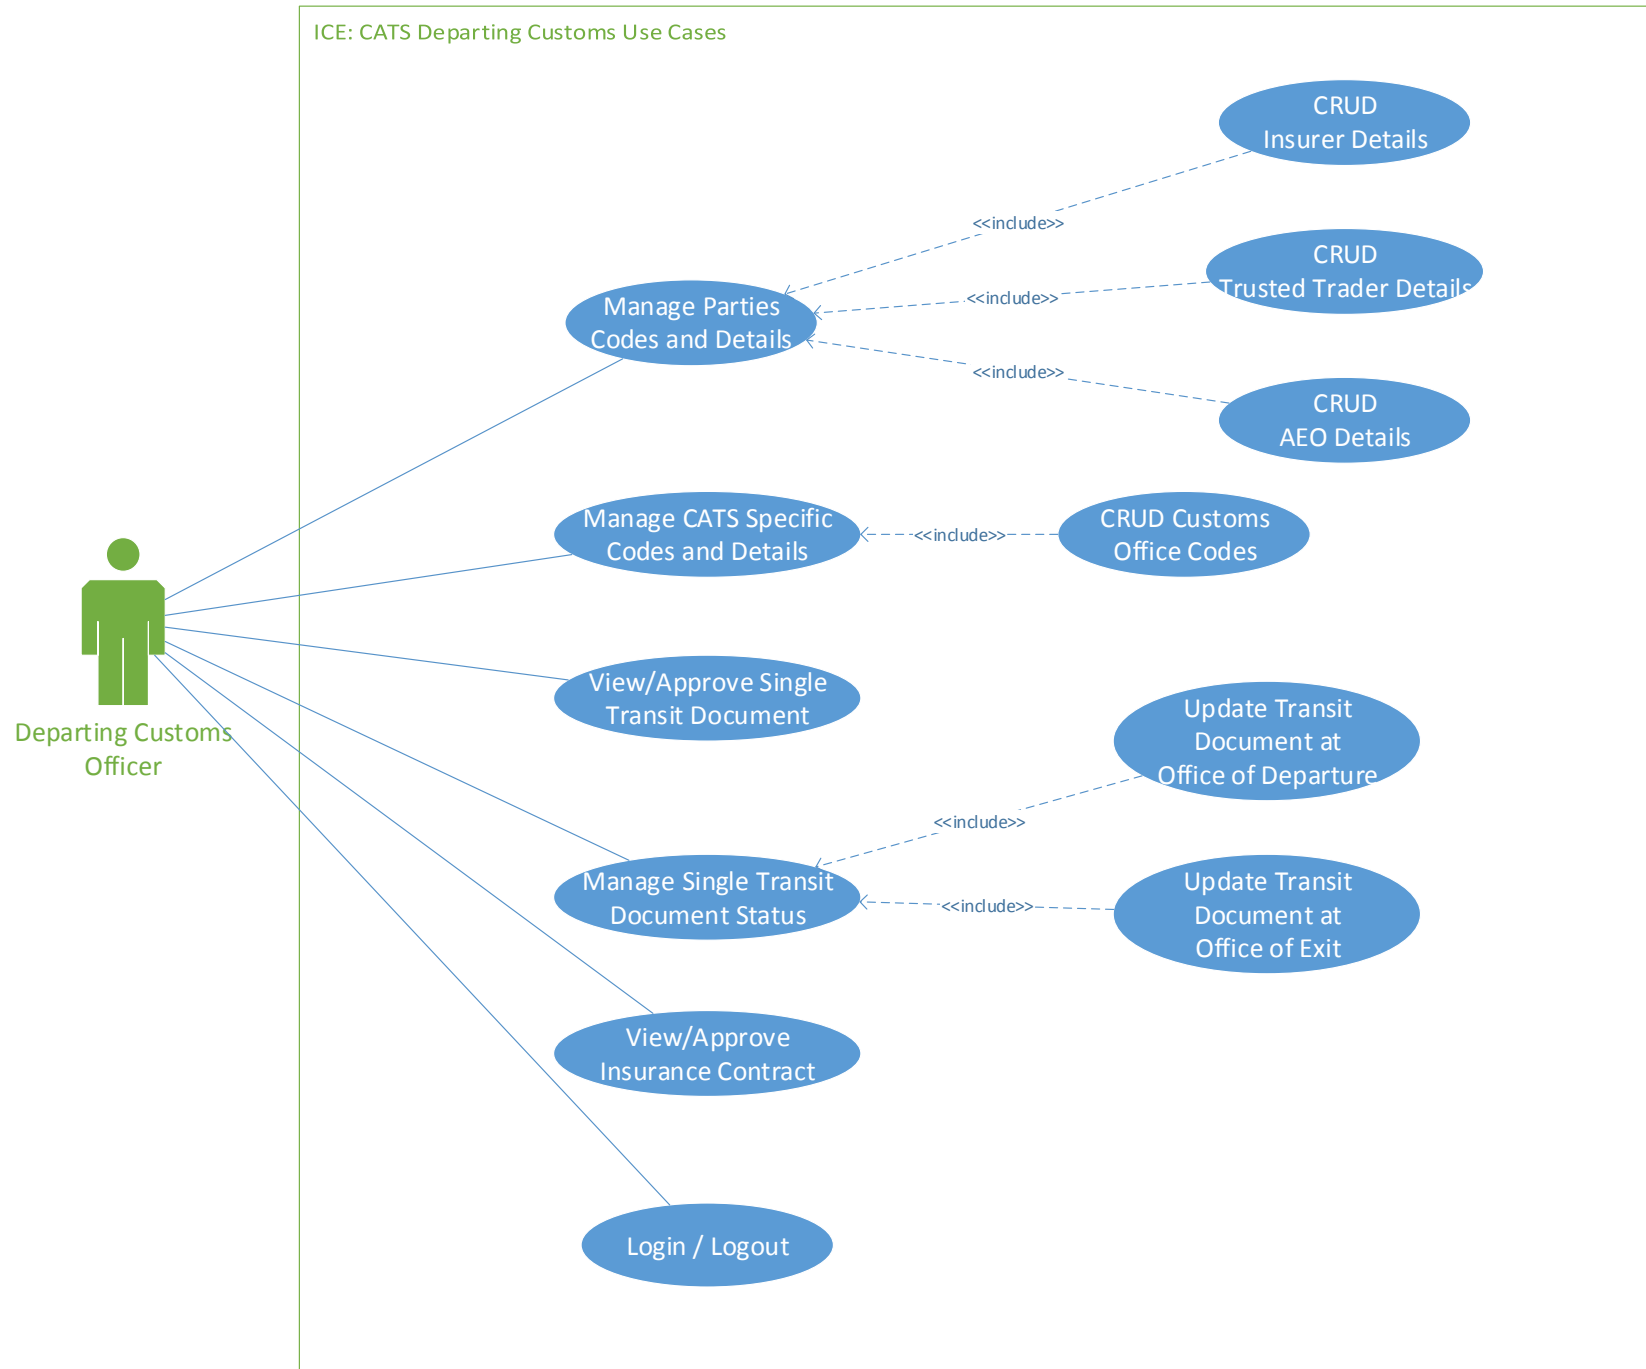 ICE: CATS Departing Customs Use Cases
CRUD
Insurer Details
<<include>>
CRUD
Trusted Trader Details
<<include>>
Manage Parties
Codes and Details
<<include>>
CRUD
AEO Details
Manage CATS Specific
Codes and Details
<<include>>
CRUD Customs
Office Codes
View/Approve Single
Transit Document
Departing Customs
Officer
Update Transit
Document at
Office of Departure
<<include>>
Manage Single Transit
Document Status
<<include>>
Update Transit
Document at
Office of Exit
View/Approve
Insurance Contract
Login / Logout